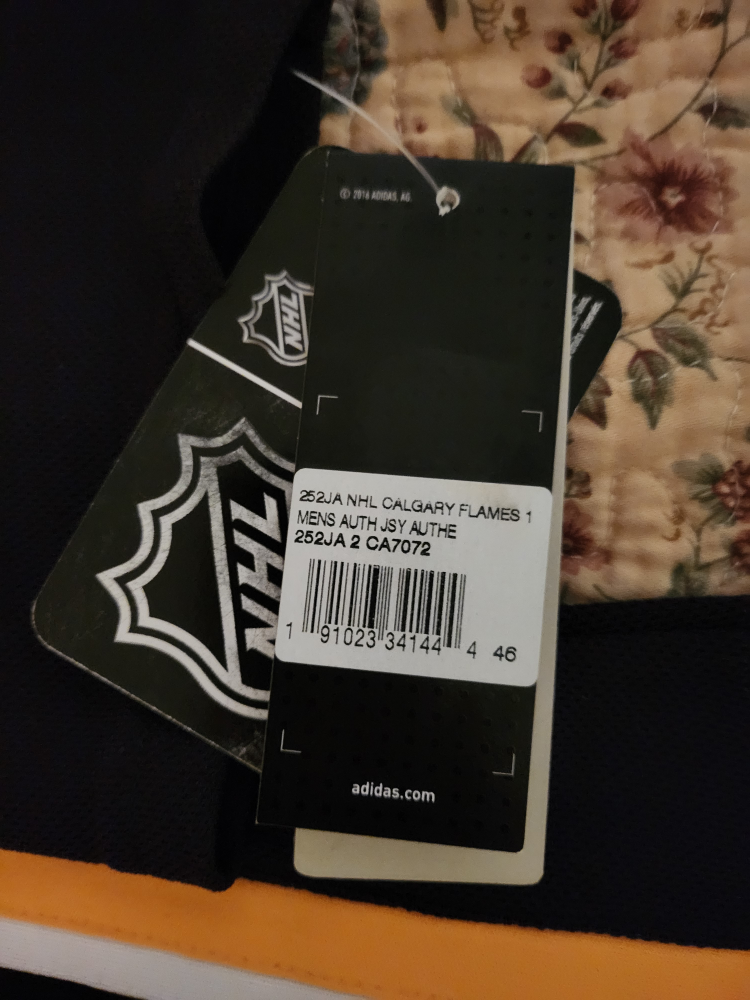 © 2016 ADIDAS, AG.
NHL
NHL
252JA NHL CALGARY FLAMES 1
MENS AUTH JSY AUTHE
252JA 2 CA7072
1 91023 34144 4 46
adidas.com